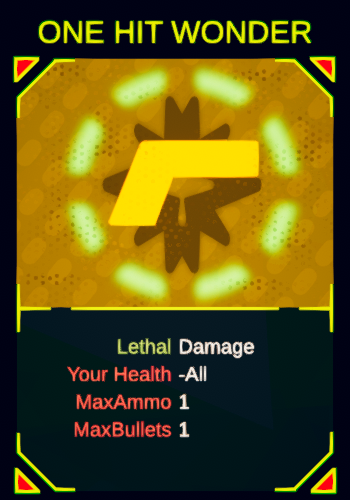 ONE HIT WONDER
Lethal Damage
Your Health -All
MaxAmmo 1
MaxBullets 1